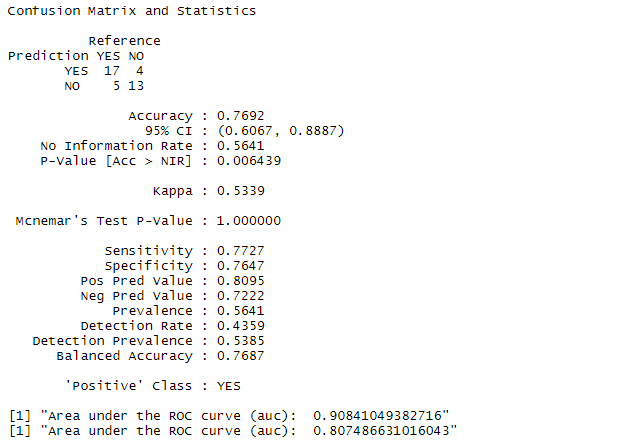 Confusion Matrix and Statistics
Reference
Prediction YES NO
YES 17 4
NO 5 13
Accuracy : 0.7692
95% CI : (0.6067, 0.8887)
No Information Rate : 0.5641
P-Value [Acc > NIR] : 0.006439
Kappa : 0.5339
Mcnemar's Test P-Value : 1.000000
Sensitivity : 0.7727
Specificity : 0.7647
Pos Pred Value : 0.8095
Neg Pred Value : 0.7222
Prevalence : 0.5641
Detection Rate : 0.4359
Detection Prevalence : 0.5385
Balanced Accuracy : 0.7687
'Positive' Class : YES
[1] "Area under the ROC curve (auc):  0.90841049382716"
[1] "Area under the ROC curve (auc):  0.807486631016043"